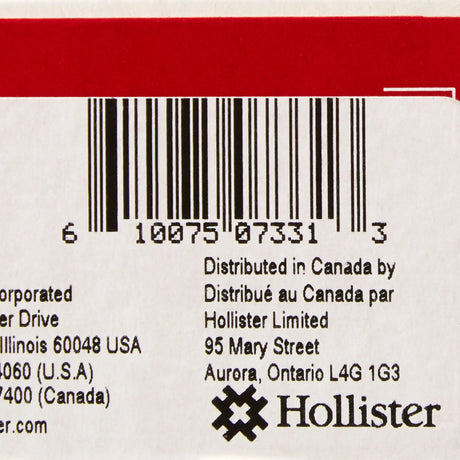 6 10075 07331 3
Distributed in Canada by
orporated Distribué au Canada par
er Drive Hollister Limited
Illinois 60048 USA 95 Mary Street
4060 (U.S.A) Aurora, Ontario L4G 1G3
7400 (Canada)
er.com Hollister